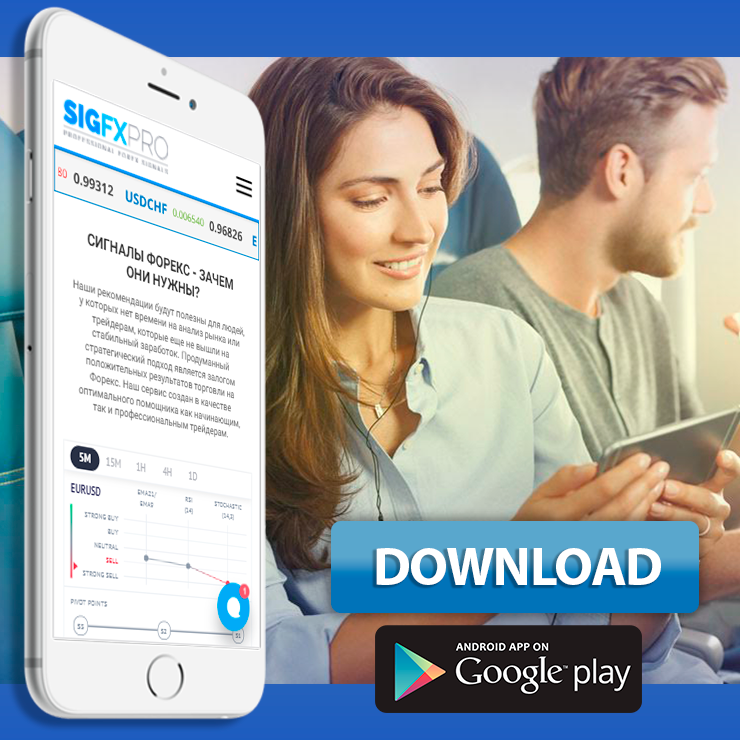 SIGFXPRO
PROFFESIONAL FOREX SIGNALS
80 0.99312 USDCHF 0.006540 0.96826 E
СИГНАЛЫ ФОРЕКС - ЗАЧЕМ
ОНИ НУЖНЫ?
Наши рекомендации будут полезны для людей,
у которых нет времени на анализ рынка или
трейдерам, которые еще не вышли на
стабильный заработок. Продуманный
стратегический подход является залогом
положительных результатов торговли на
Форекс. Наш сервис создан в качестве
оптимального помощника как начинающим,
так и профессиональным трейдерам.
5M 15M 1H 4H 1D
EURUSD
EMA21/
EMA8
RSI
(14)
STOCHASTIC
(14,3)
STRONG BUY
BUY
NEUTRAL
SELL
STRONG SELL
1
PIVOT POINTS
S3 S2 S1
DOWNLOAD
ANDROID APP ON
Google play